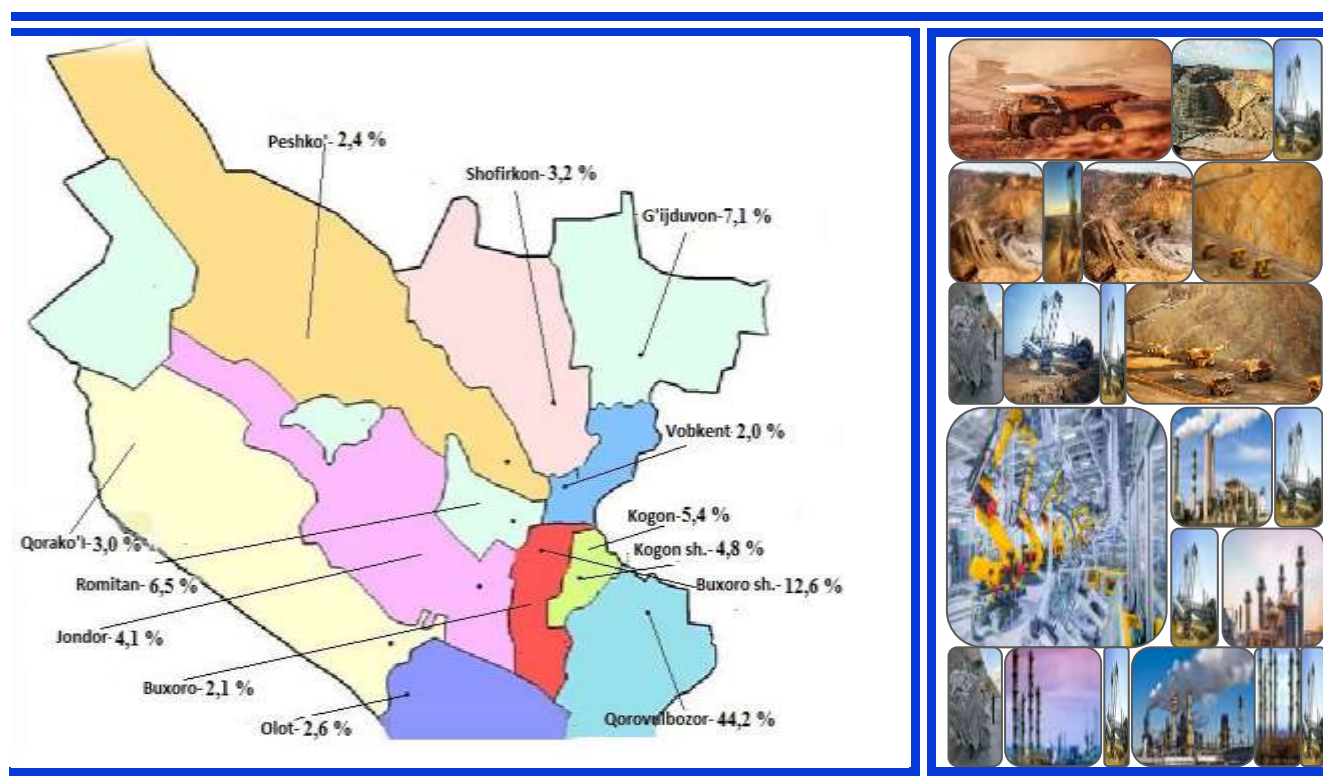 Peshko'- 2,4 %
Shofirkon- 3,2 %
G'ijduvon-7,1 %
Vobkent- 2,0 %
Kogon-5,4 %
Kogon sh.- 4,8 %
Buxoro sh.- 12,6 %
Qorako'l-3,0 %
Romitan- 6,5 %
Jondor- 4,1 %
Buxoro- 2,1 %
Olot- 2,6 %
Qorovulbozor- 44,2 %